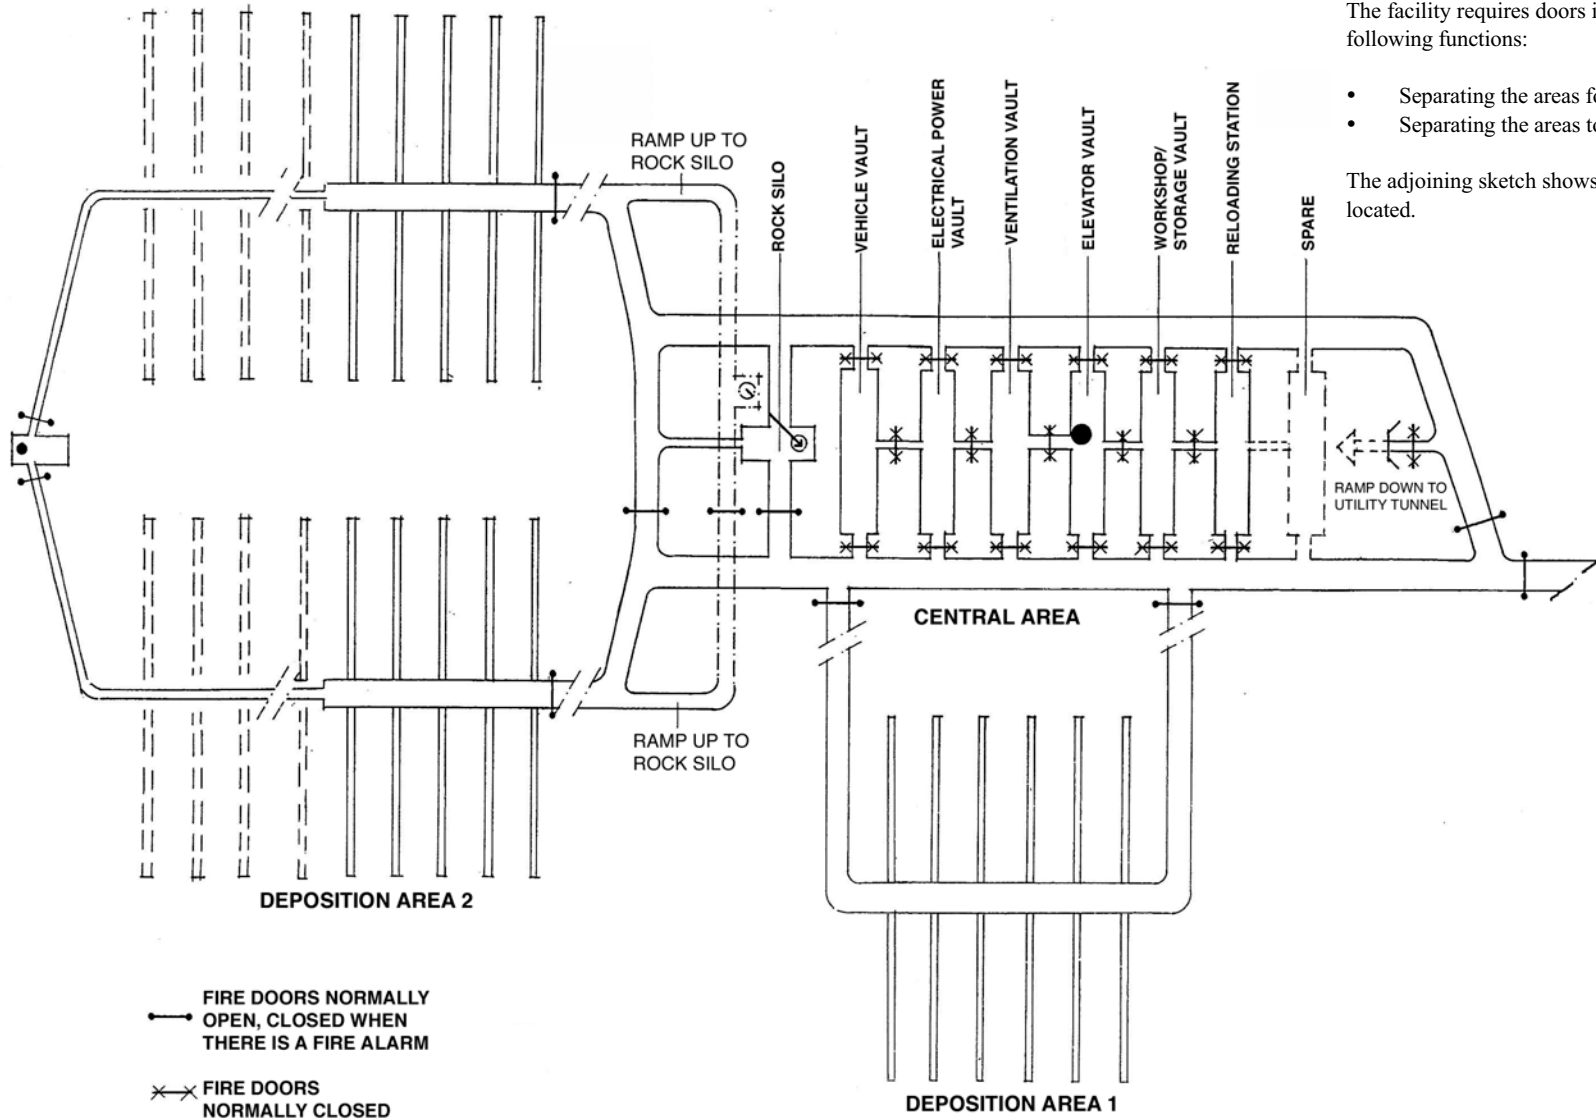 The facility requires doors i
following functions:
• Separating the areas fo
• Separating the areas to
The adjoining sketch shows
located.
RAMP UP TO
ROCK SILO
ROCK SILO
VEHICLE VAULT
ELECTRICAL POWER
VAULT
VENTILATION VAULT
ELEVATOR VAULT
WORKSHOP/
STORAGE VAULT
RELOADING STATION
SPARE
RAMP DOWN TO
UTILITY TUNNEL
CENTRAL AREA
RAMP UP TO
ROCK SILO
DEPOSITION AREA 2
FIRE DOORS NORMALLY
OPEN, CLOSED WHEN
THERE IS A FIRE ALARM
FIRE DOORS
NORMALLY CLOSED
DEPOSITION AREA 1